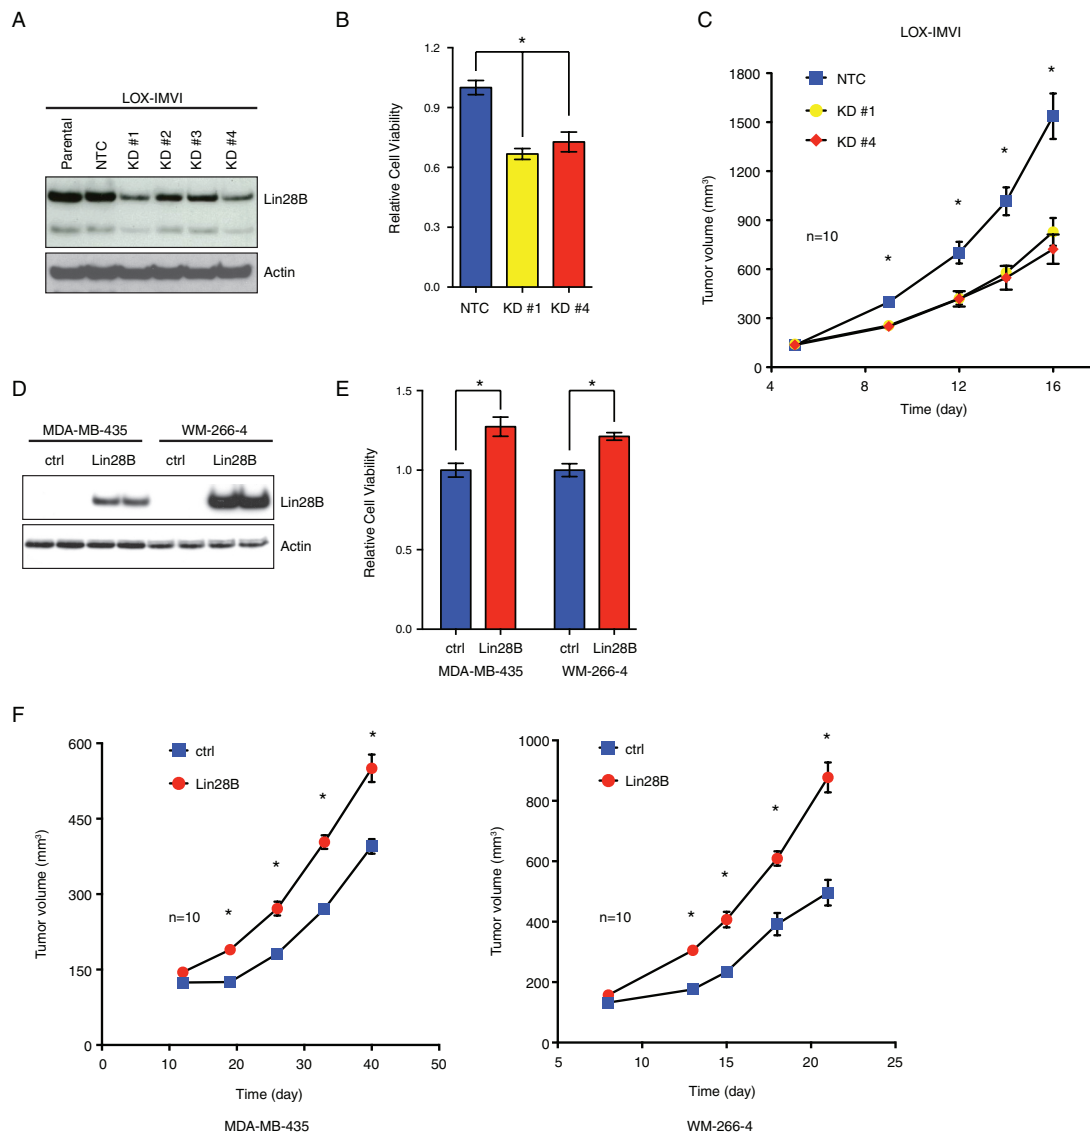 A
LOX-IMVI
Parental
NTC
KD #1
KD #2
KD #3
KD #4
Lin28B
Actin
B
*
1.2
0.9
0.6
0.3
0.0
Relative Cell Viability
NTC KD #1 KD #4
C
LOX-IMVI
NTC
KD #1
KD #4
1800
1500
1200
900
600
300
0
Tumor volume (mm³)
n=10
* * * *
4 8 12 16
Time (day)
D
MDA-MB-435 WM-266-4
ctrl Lin28B ctrl Lin28B
Lin28B
Actin
E
* *
1.5
1.0
0.5
0.0
Relative Cell Viability
ctrl Lin28B ctrl Lin28B
MDA-MB-435 WM-266-4
F
ctrl
Lin28B
600
450
300
150
0
Tumor volume (mm³)
n=10
* * * *
0 10 20 30 40 50
Time (day)
MDA-MB-435
ctrl
Lin28B
1000
800
600
400
200
0
Tumor volume (mm³)
n=10
* * * *
5 10 15 20 25
Time (day)
WM-266-4